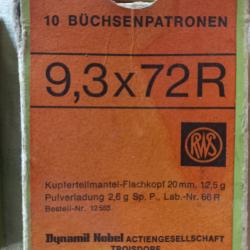 10 BÜCHSENPATRONEN
9,3x72R
RWS
Kupferteilmantel-Flachkopf 20 mm, 12,5 g
Pulverladung 2,6 g Sp. P., Lab.-Nr. 66 R
Bestell-Nr. 12565
Dynamit Nobel AKTIENGESELLSCHAFT
TROISDORF